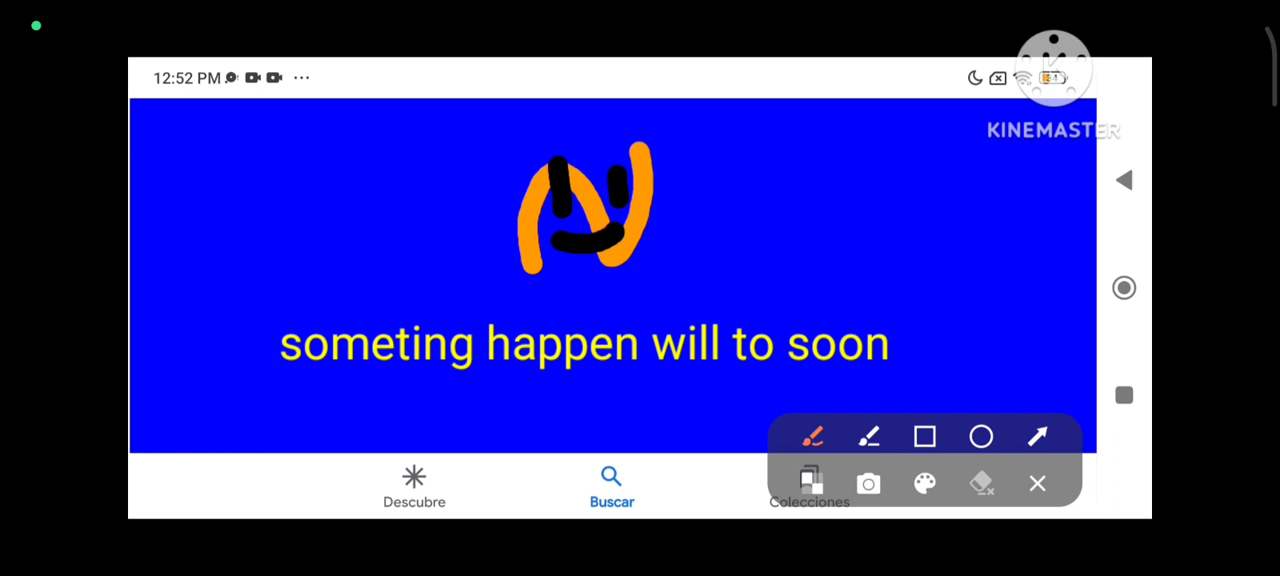 12:52 PM
KINEMASTER
someting happen will to soon
Descubre
Buscar
Colecciones